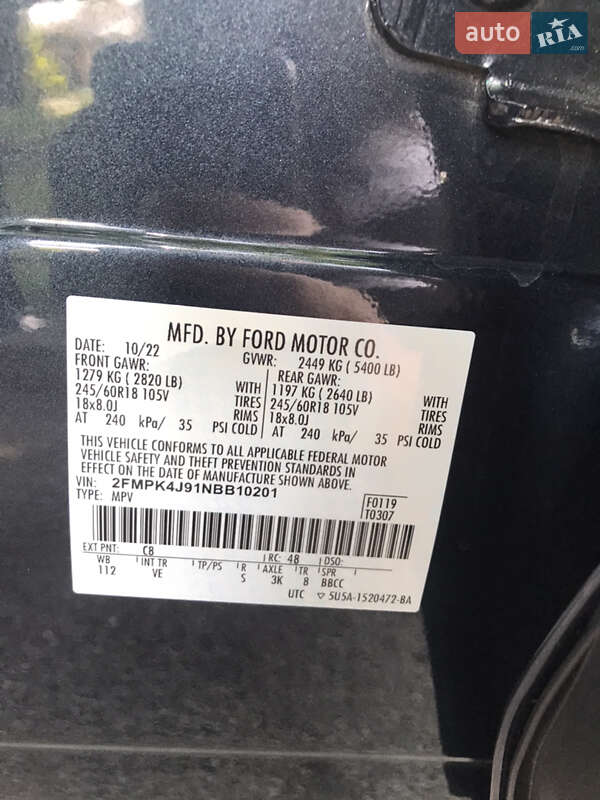 auto RIA.com
MFD. BY FORD MOTOR CO.
DATE: 10/22 GVWR: 2449 KG ( 5400 LB)
FRONT GAWR: REAR GAWR:
1279 KG ( 2820 LB) WITH 1197 KG ( 2640 LB) WITH
245/60R18 105V TIRES 245/60R18 105V TIRES
18x8.0J RIMS 18x8.0J RIMS
AT 240 kPa/ 35 PSI COLD AT 240 kPa/ 35 PSI COLD
THIS VEHICLE CONFORMS TO ALL APPLICABLE FEDERAL MOTOR
VEHICLE SAFETY AND THEFT PREVENTION STANDARDS IN
EFFECT ON THE DATE OF MANUFACTURE SHOWN ABOVE.
VIN: 2FMPK4J91NBB10201
TYPE: MPV F0119
T0307
EXT PNT: CB RC: 48 DSO:
WB INT TR TP/PS R AXLE TR SPR
112 VE S 3K 8 BBCC
UTC ▽ 5U5A-1520472-BA